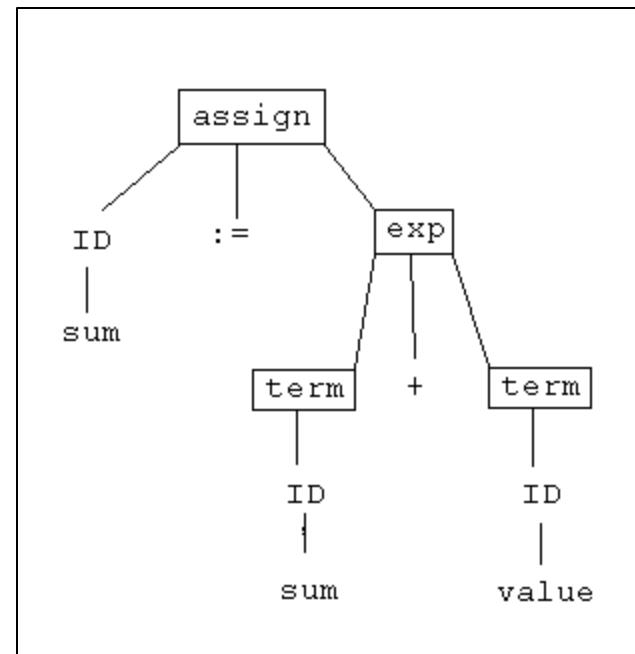 assign
ID := exp
sum
term + term
ID ID
sum value